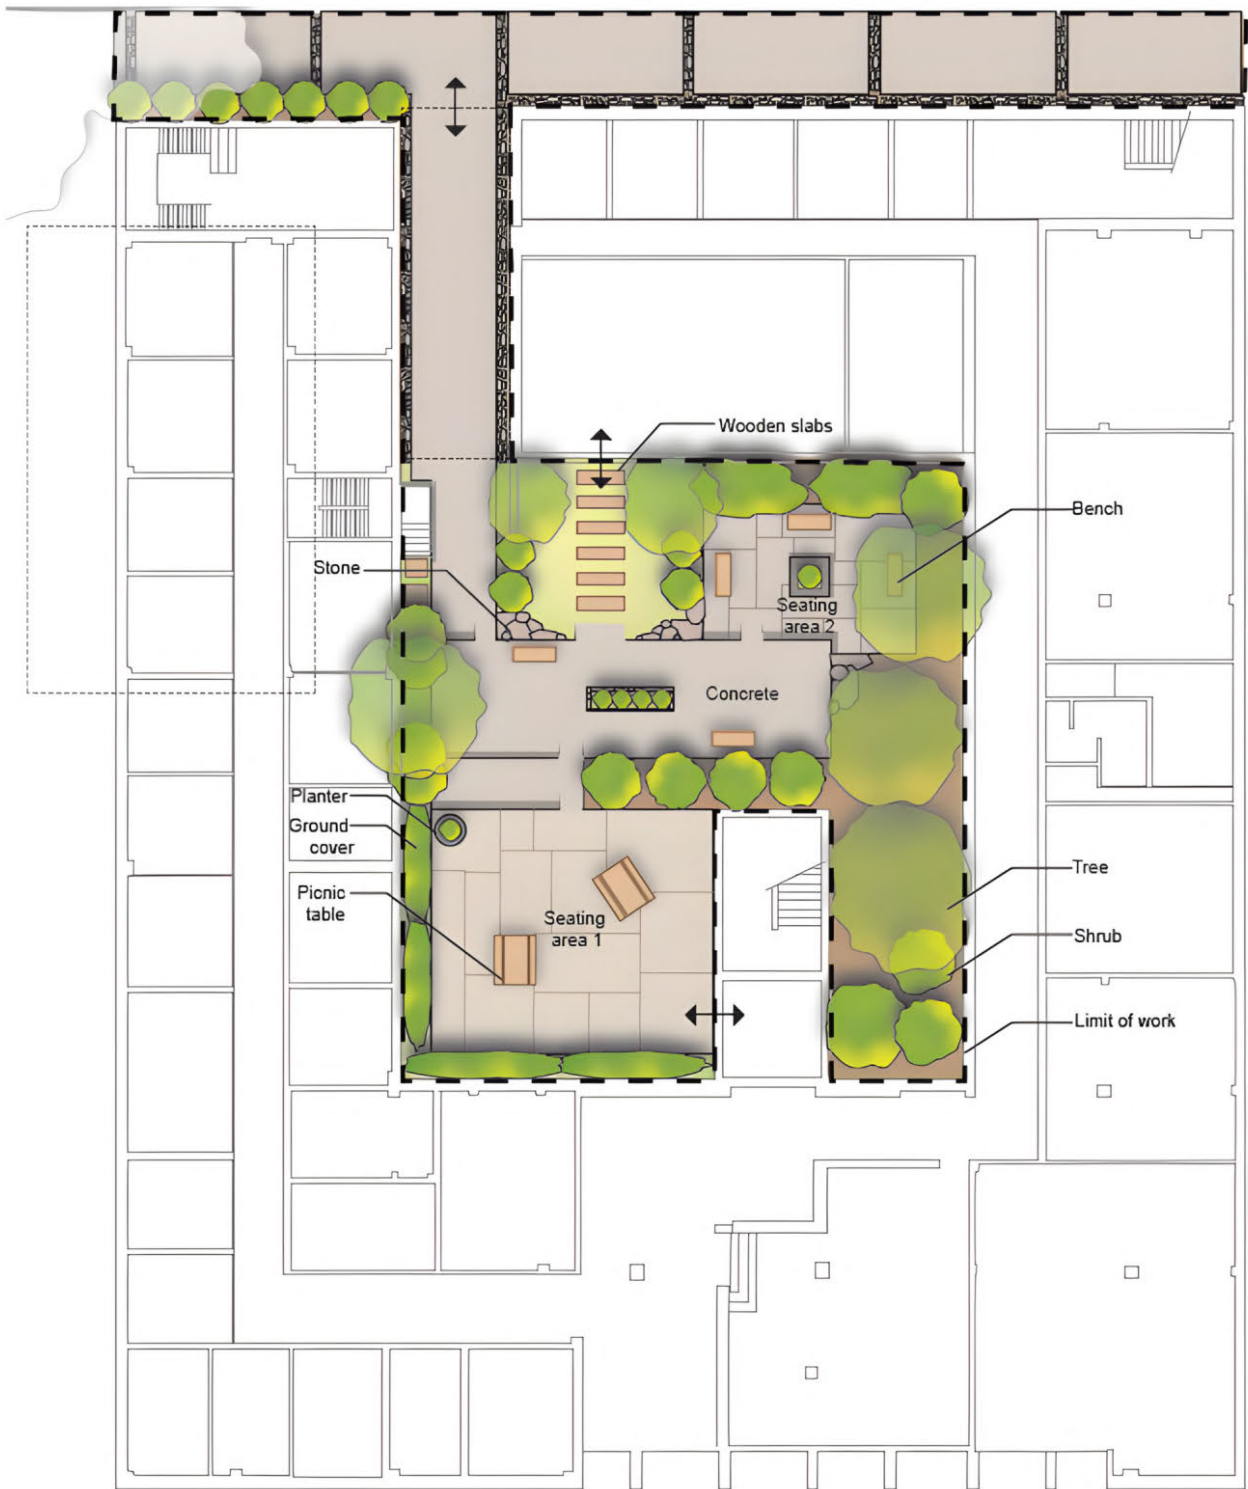 Wooden slabs
Bench
Stone
Seating
area 2
Concrete
Planter
Ground
cover
Picnic
table
Seating
area 1
Tree
Shrub
Limit of work